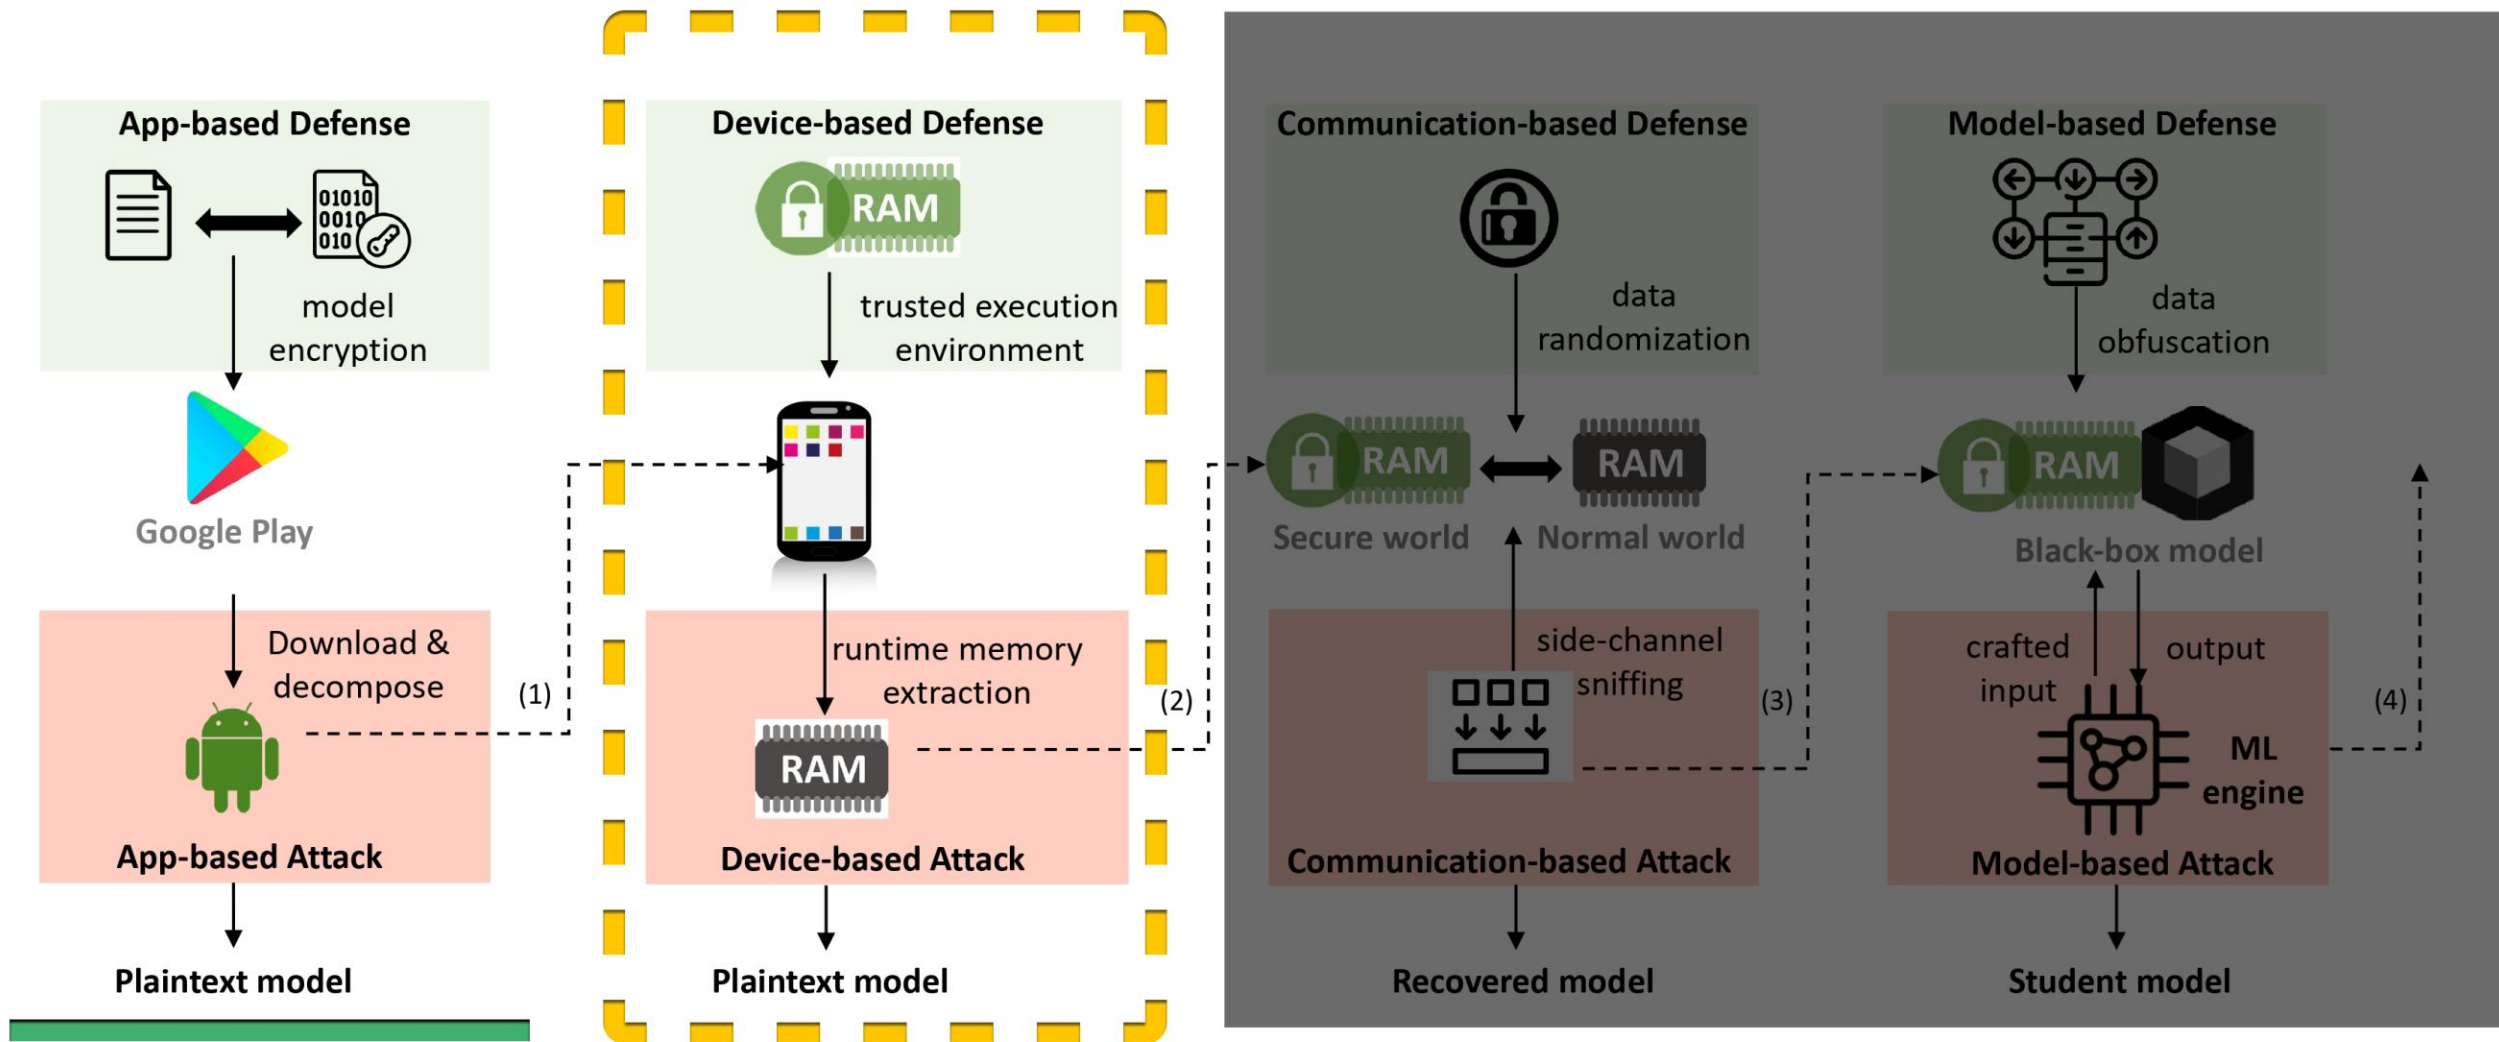 App-based Defense
01010
0010
010
model
encryption
Google Play
Download &
decompose
App-based Attack
Plaintext model
(1)
Device-based Defense
RAM
trusted execution
environment
runtime memory
extraction
RAM
Device-based Attack
Plaintext model
(2)
Communication-based Defense
data
randomization
RAM
RAM
Secure world
Normal world
side-channel
sniffing
Communication-based Attack
Recovered model
(3)
Model-based Defense
data
obfuscation
RAM
Black-box model
crafted
input
output
ML
engine
Model-based Attack
Student model
(4)